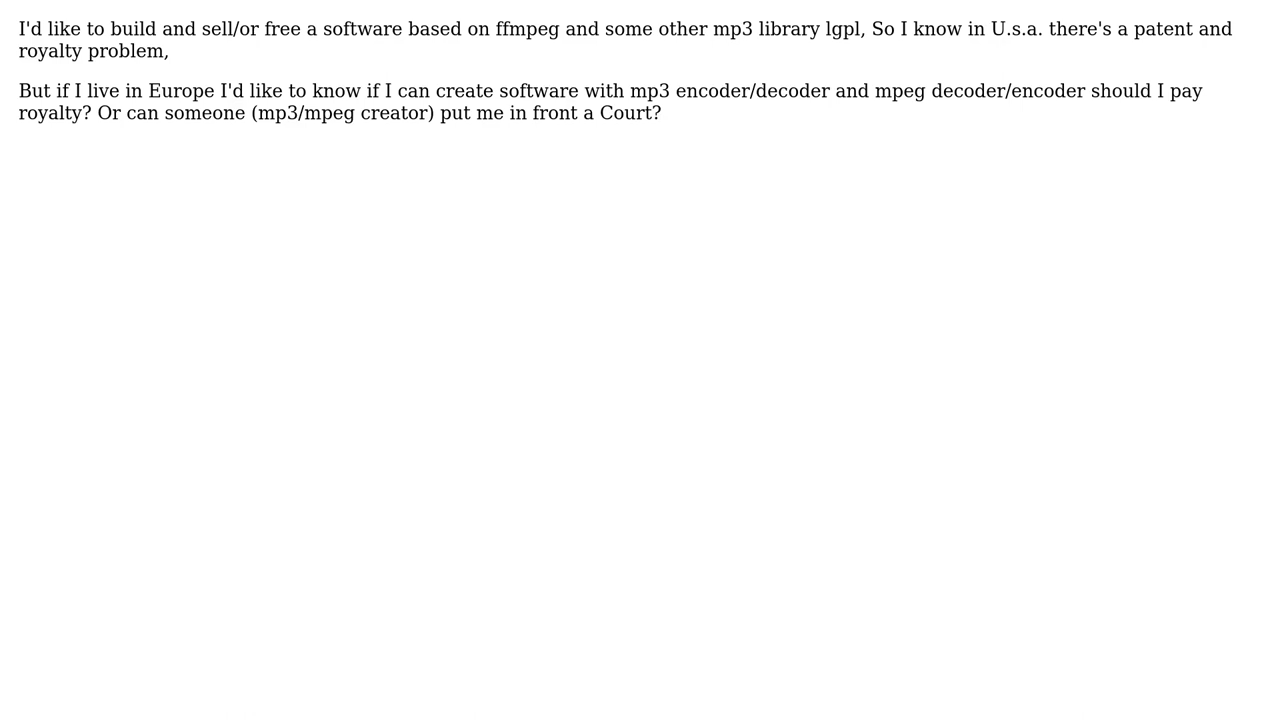 I'd like to build and sell/or free a software based on ffmpeg and some other mp3 library lgpl, So I know in U.s.a. there's a patent and
royalty problem,
But if I live in Europe I'd like to know if I can create software with mp3 encoder/decoder and mpeg decoder/encoder should I pay
royalty? Or can someone (mp3/mpeg creator) put me in front a Court?